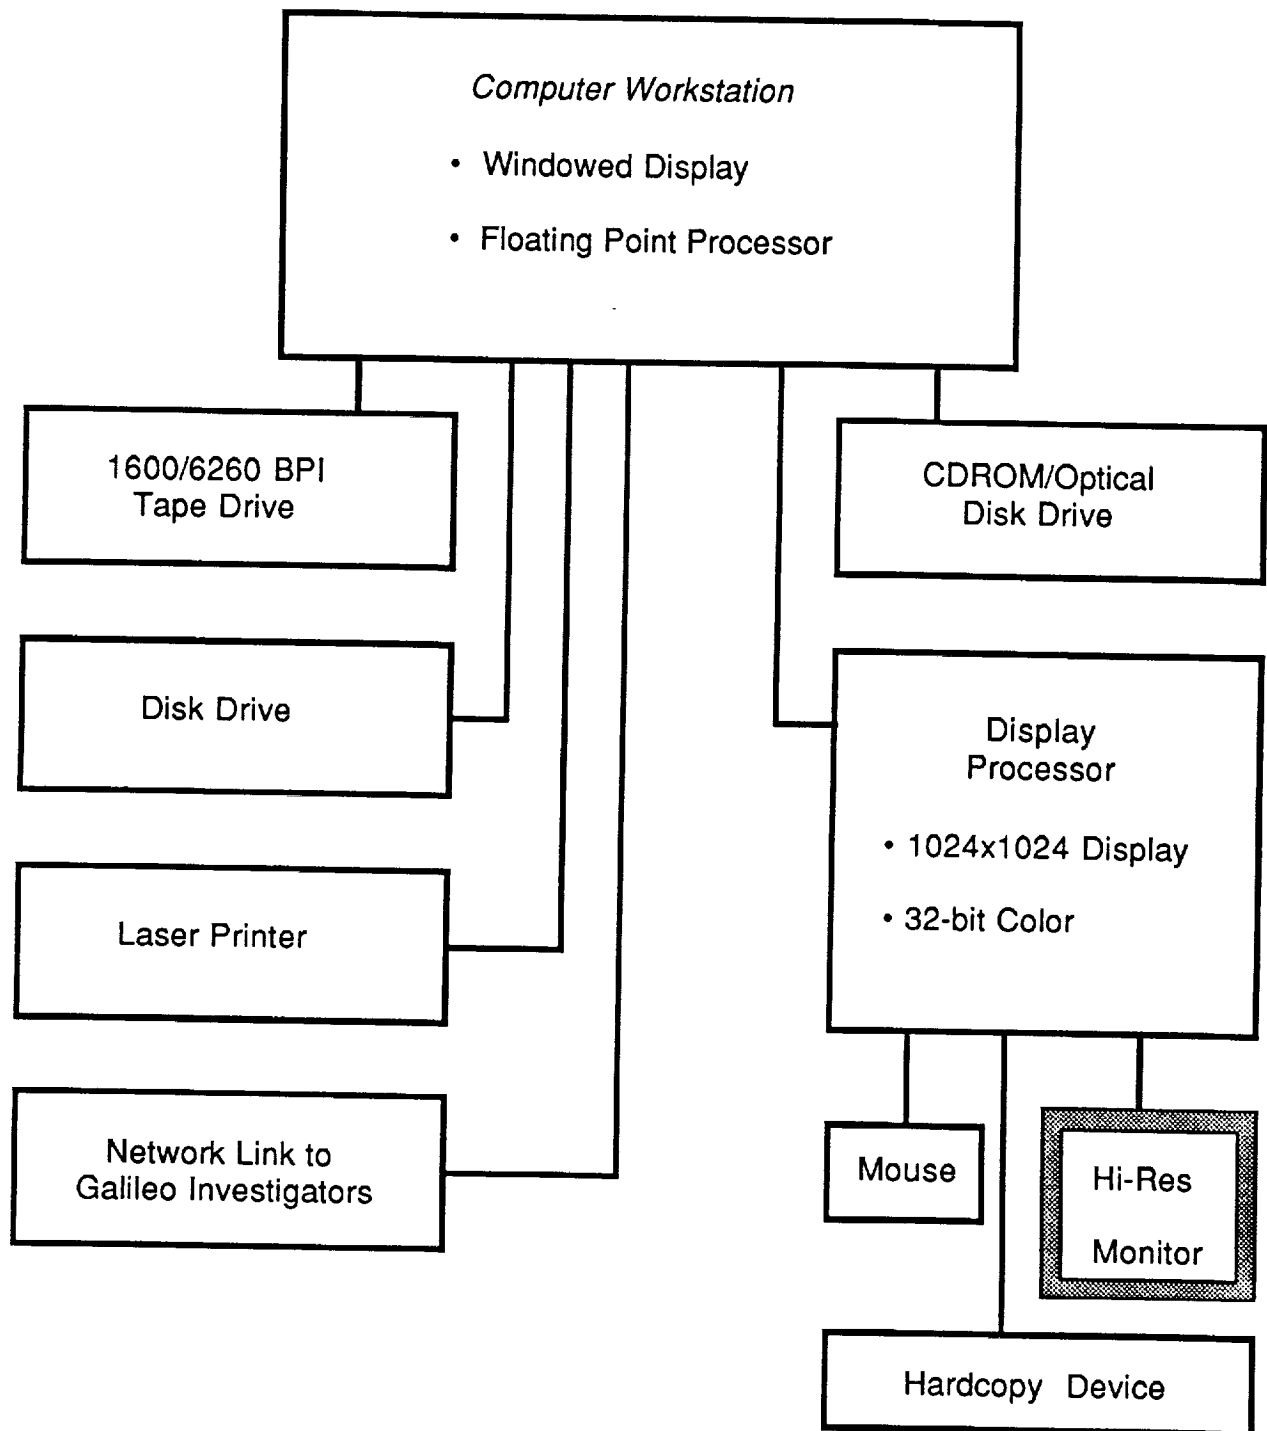 Computer Workstation
• Windowed Display
• Floating Point Processor
1600/6260 BPI
Tape Drive
CDROM/Optical
Disk Drive
Disk Drive
Display
Processor
• 1024x1024 Display
• 32-bit Color
Laser Printer
Network Link to
Galileo Investigators
Mouse
Hi-Res
Monitor
Hardcopy Device